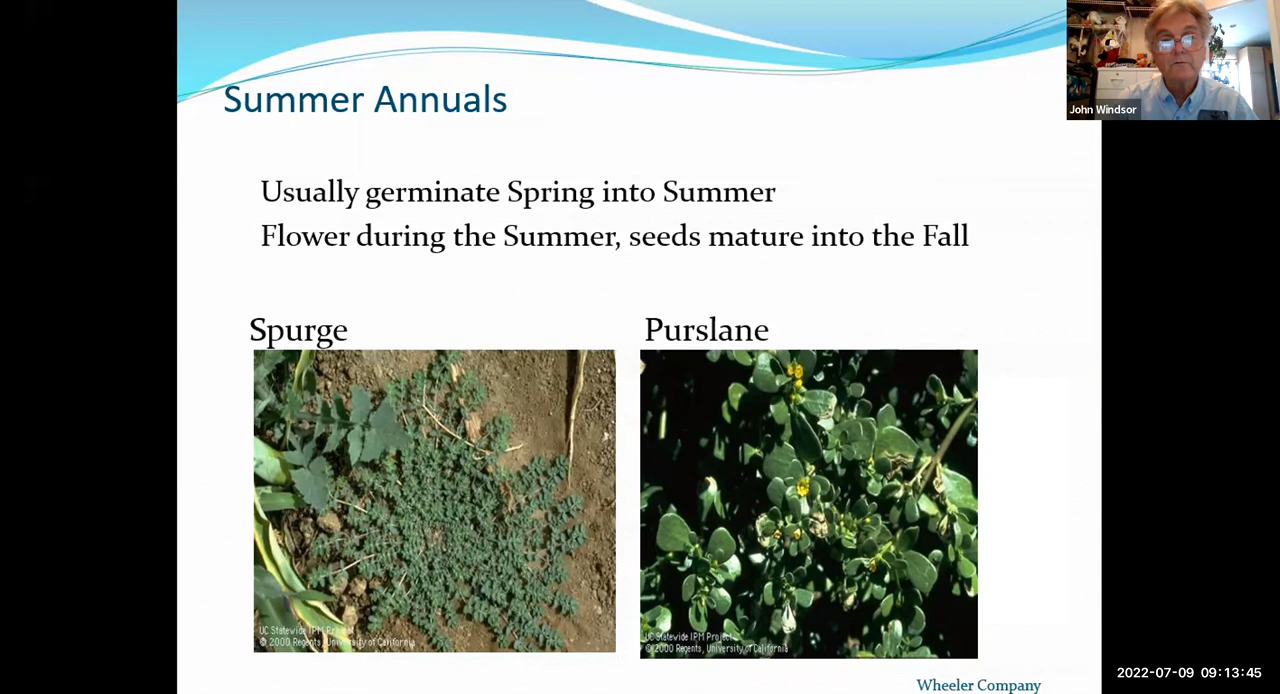 Summer Annuals
John Windsor
Usually germinate Spring into Summer
Flower during the Summer, seeds mature into the Fall
Spurge
Purslane
UC Statewide IPM Project
© 2000 Regents, University of California
UC Statewide IPM Project
© 2000 Regents, University of California
Wheeler Company
2022-07-09 09:13:45